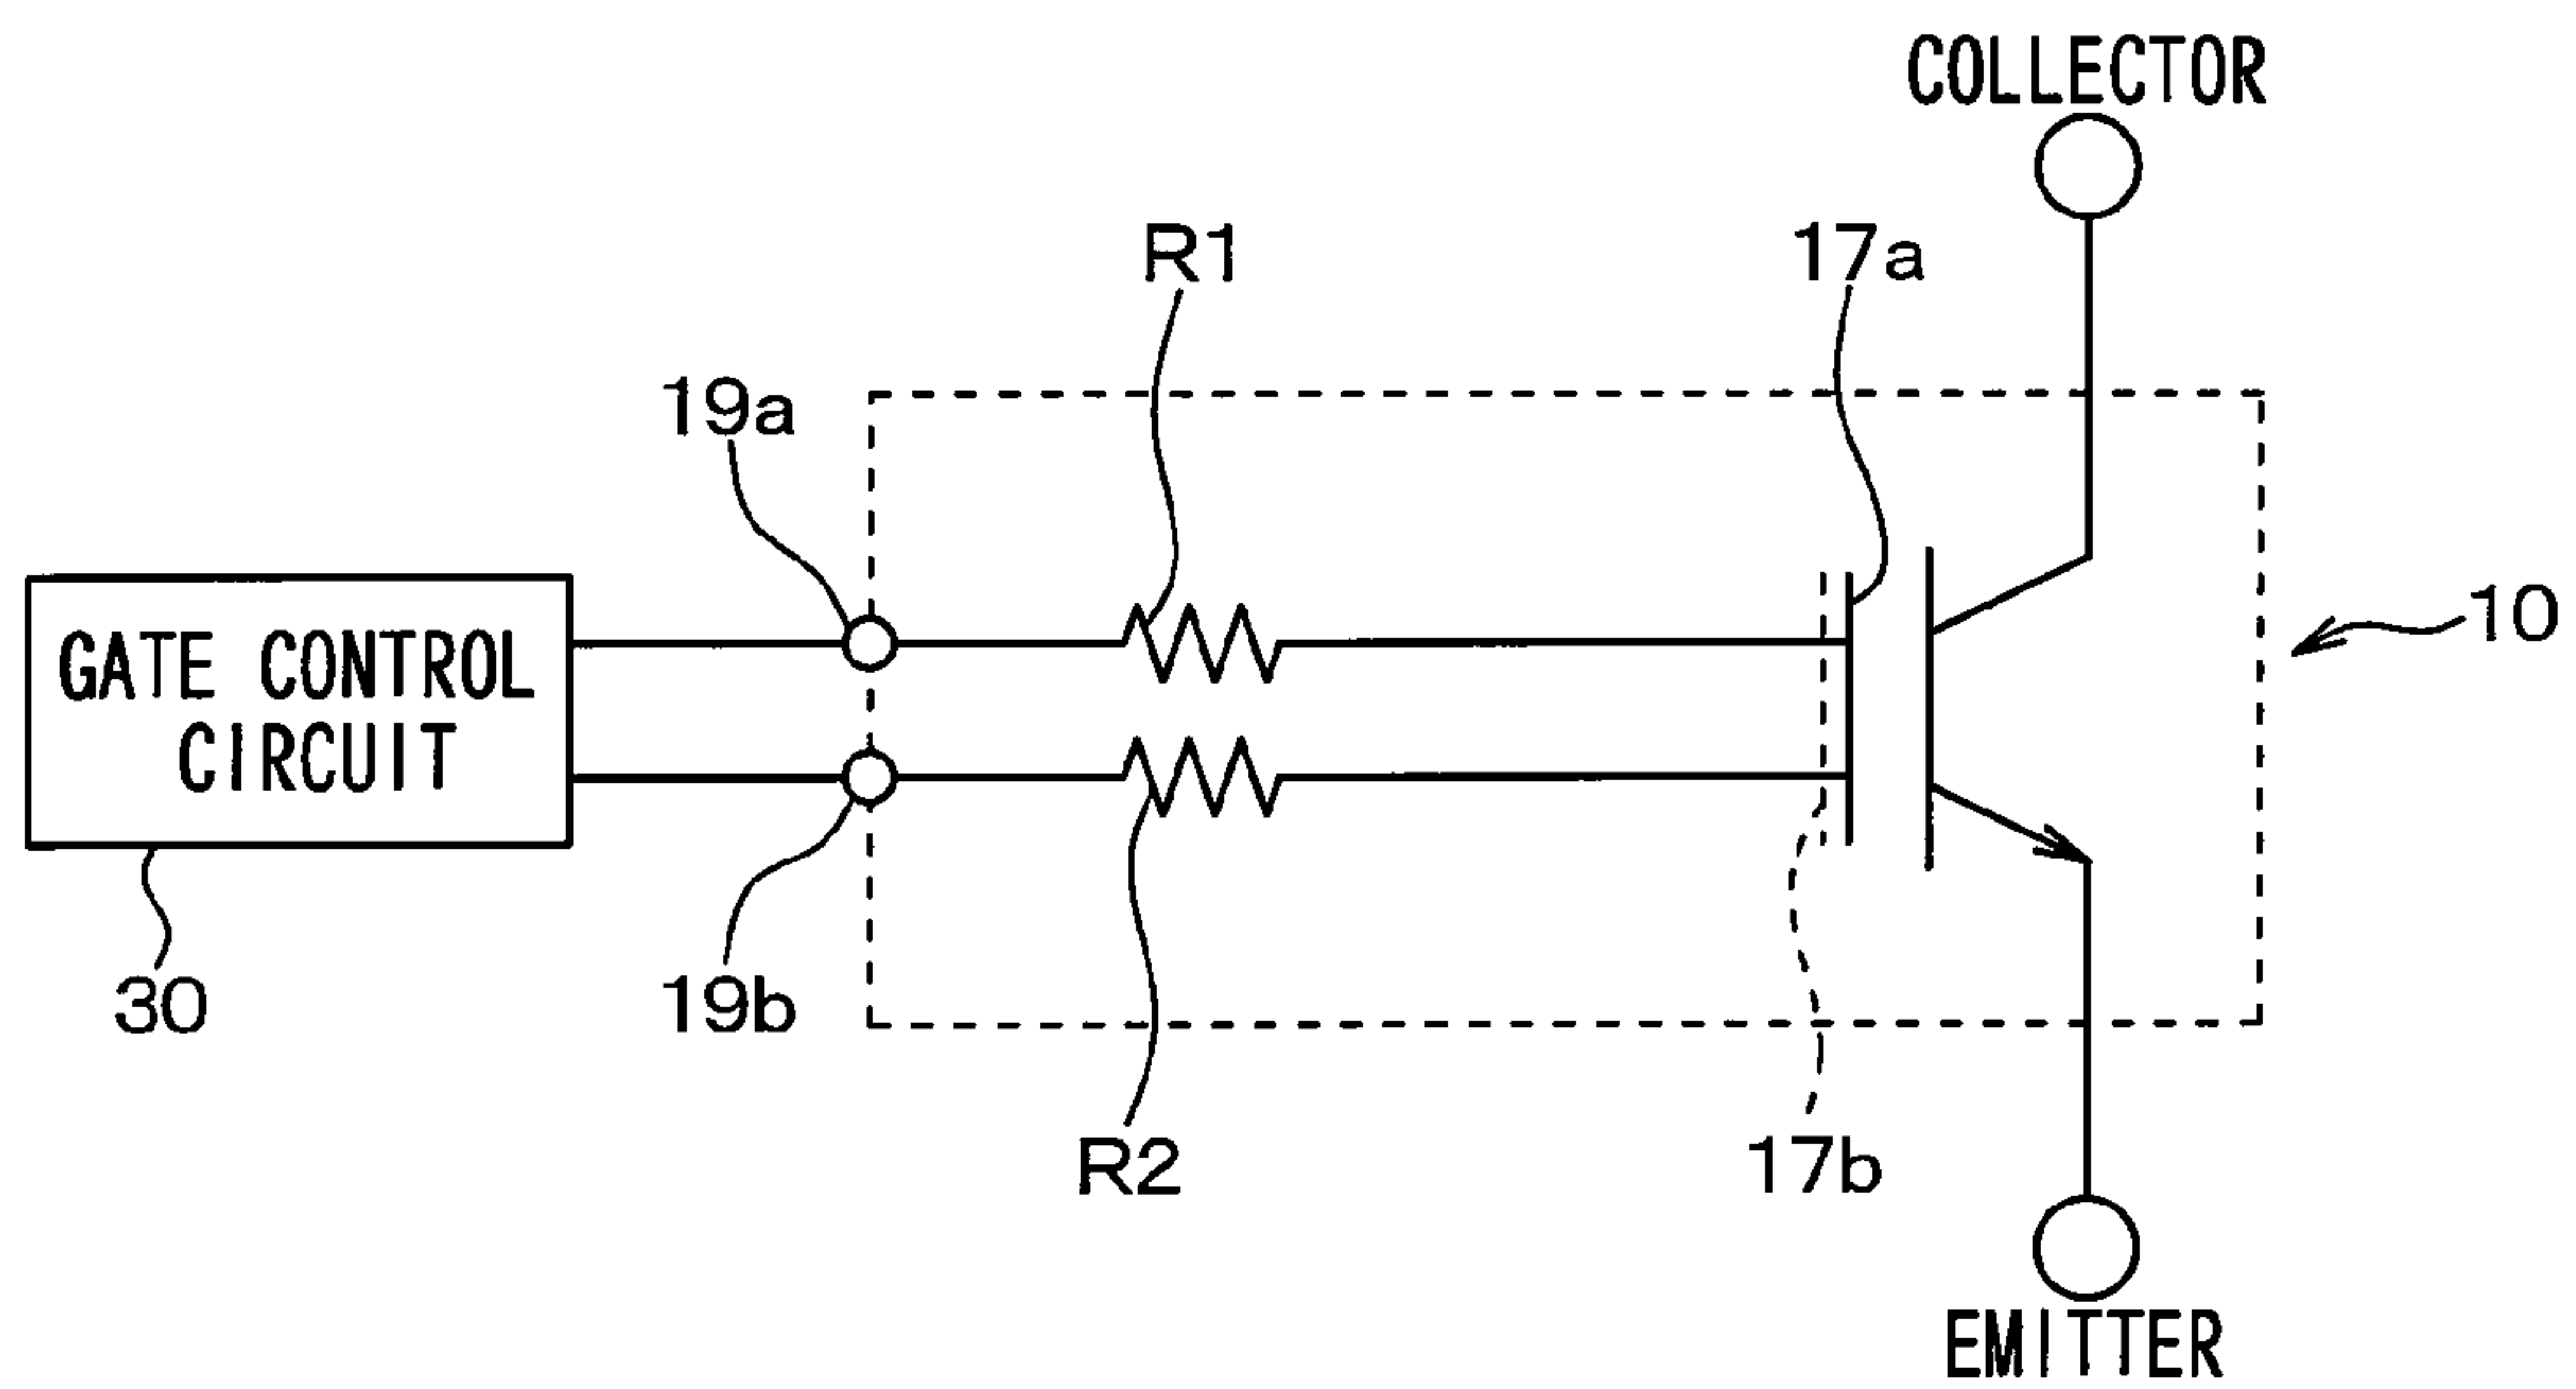 COLLECTOR
R1
17a
19a
10
GATE CONTROL
CIRCUIT
30
19b
R2
17b
EMITTER